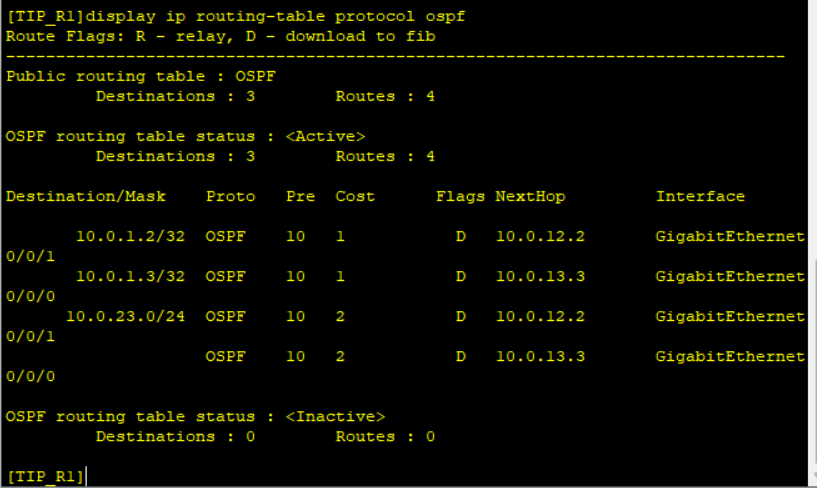 [TIP_R1]display ip routing-table protocol ospf
Route Flags: R - relay, D - download to fib
------------------------------------------------------------------------------
Public routing table : OSPF
         Destinations : 3        Routes : 4

OSPF routing table status : <Active>
         Destinations : 3        Routes : 4

Destination/Mask    Proto   Pre  Cost      Flags NextHop         Interface

       10.0.1.2/32  OSPF    10   1           D   10.0.12.2       GigabitEthernet
0/0/1
       10.0.1.3/32  OSPF    10   1           D   10.0.13.3       GigabitEthernet
0/0/0
      10.0.23.0/24  OSPF    10   2           D   10.0.12.2       GigabitEthernet
0/0/1
                    OSPF    10   2           D   10.0.13.3       GigabitEthernet
0/0/0

OSPF routing table status : <Inactive>
         Destinations : 0        Routes : 0

[TIP_R1]